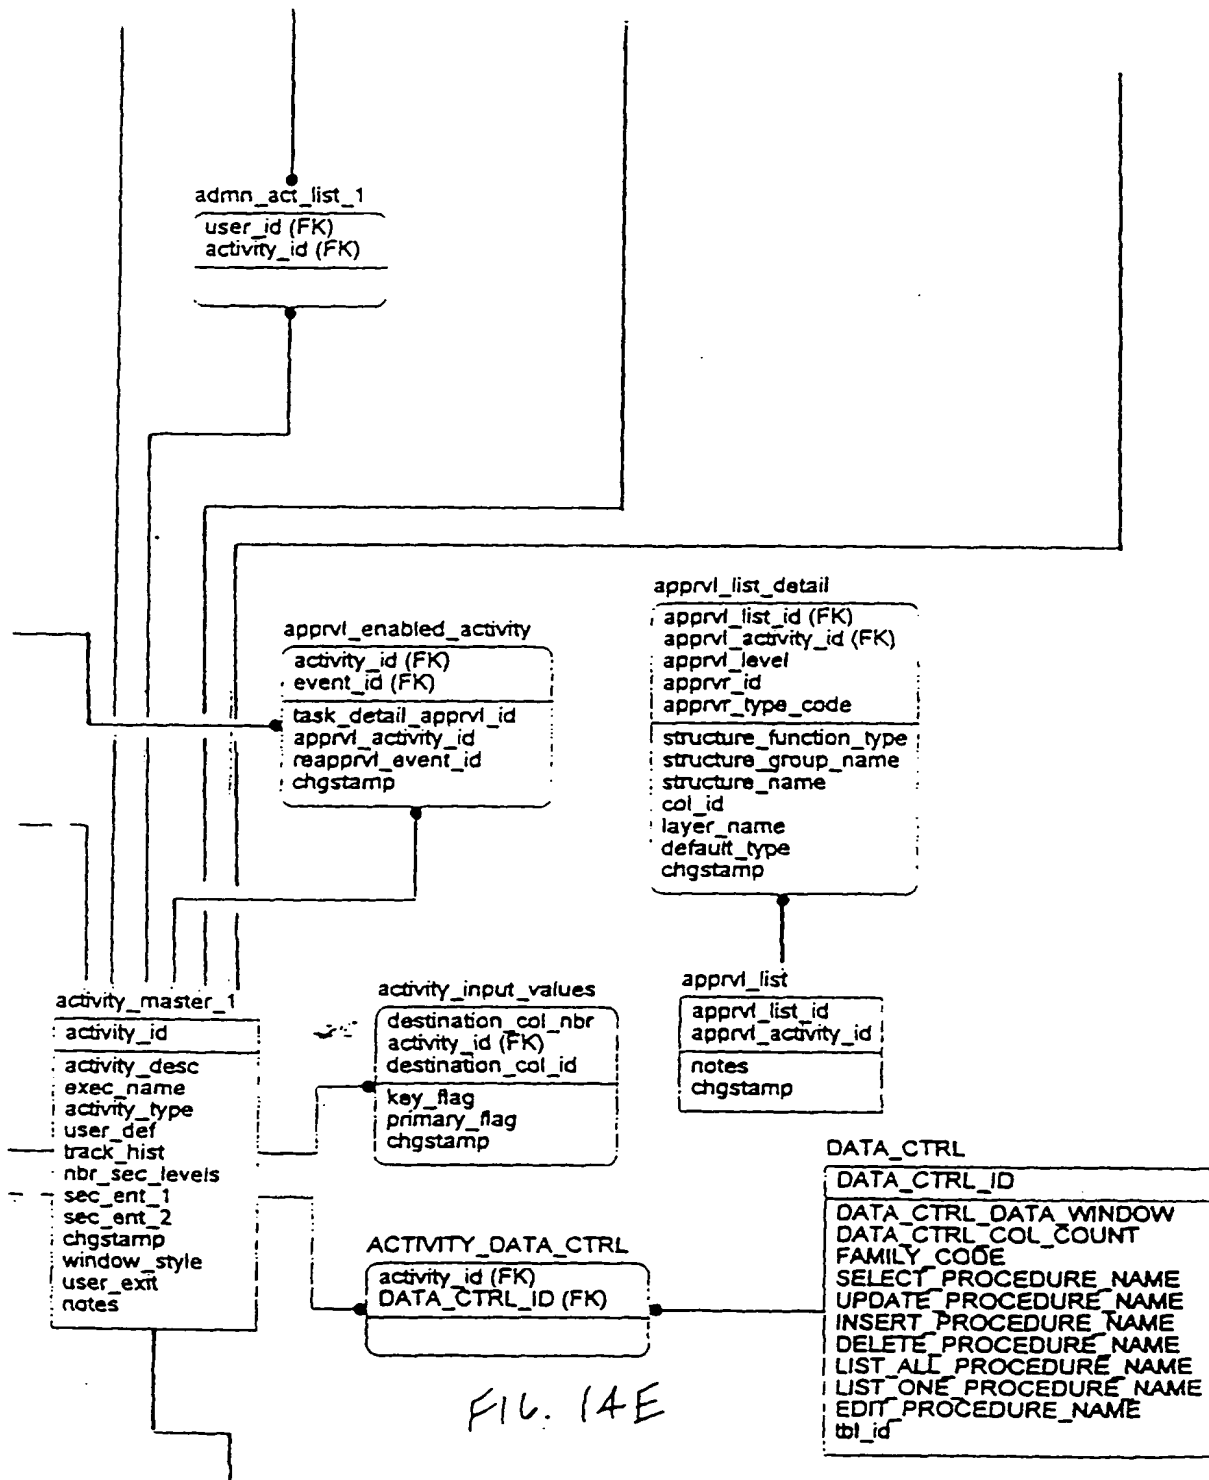 admn_act_list_1
user_id (FK)
activity_id (FK)
apprvl_enabled_activity
activity_id (FK)
event_id (FK)
task_detail_apprvl_id
apprvl_activity_id
reapprvl_event_id
chgstamp
apprvl_list_detail
apprvl_list_id (FK)
apprvl_activity_id (FK)
apprvl_level
apprvr_id
apprvr_type_code
structure_function_type
structure_group_name
structure_name
col_id
layer_name
default_type
chgstamp
activity_master_1
activity_id
activity_desc
exec_name
activity_type
user_def
track_hist
nbr_sec_levels
sec_ent_1
sec_ent_2
chgstamp
window_style
user_exit
notes
activity_input_values
destination_col_nbr
activity_id (FK)
destination_col_id
key_flag
primary_flag
chgstamp
apprvl_list
apprvl_list_id
apprvl_activity_id
notes
chgstamp
ACTIVITY_DATA_CTRL
activity_id (FK)
DATA_CTRL_ID (FK)
DATA_CTRL
DATA_CTRL_ID
DATA_CTRL_DATA_WINDOW
DATA_CTRL_COL_COUNT
FAMILY_CODE
SELECT_PROCEDURE_NAME
UPDATE_PROCEDURE_NAME
INSERT_PROCEDURE_NAME
DELETE_PROCEDURE_NAME
LIST_ALL_PROCEDURE_NAME
LIST_ONE_PROCEDURE_NAME
EDIT_PROCEDURE_NAME
tbl_id
FIG. 14E